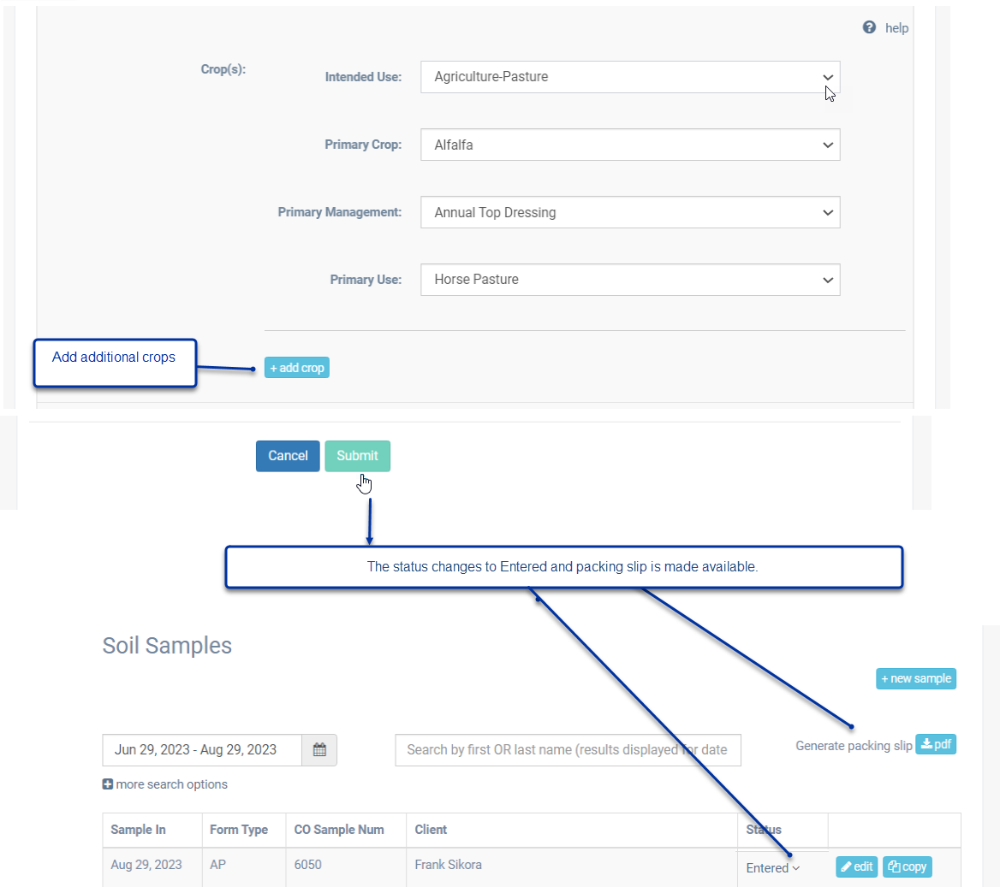 help
Crop(s):
Intended Use: Agriculture-Pasture
Primary Crop: Alfalfa
Primary Management: Annual Top Dressing
Primary Use: Horse Pasture
Add additional crops
+ add crop
Cancel Submit
The status changes to Entered and packing slip is made available.
Soil Samples
+ new sample
Jun 29, 2023 - Aug 29, 2023 Search by first OR last name (results displayed for date
Generate packing slip pdf
more search options
Sample In Form Type CO Sample Num Client Status
Aug 29, 2023 AP 6050 Frank Sikora Entered edit copy